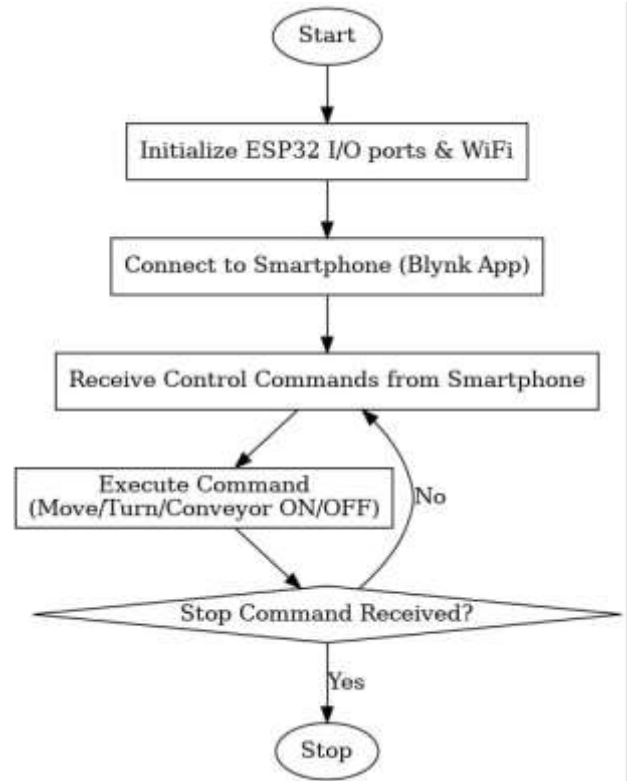 Start
Initialize ESP32 I/O ports & WiFi
Connect to Smartphone (Blynk App)
Receive Control Commands from Smartphone
Execute Command
(Move/Turn/Conveyor ON/OFF)
No
Stop Command Received?
Yes
Stop